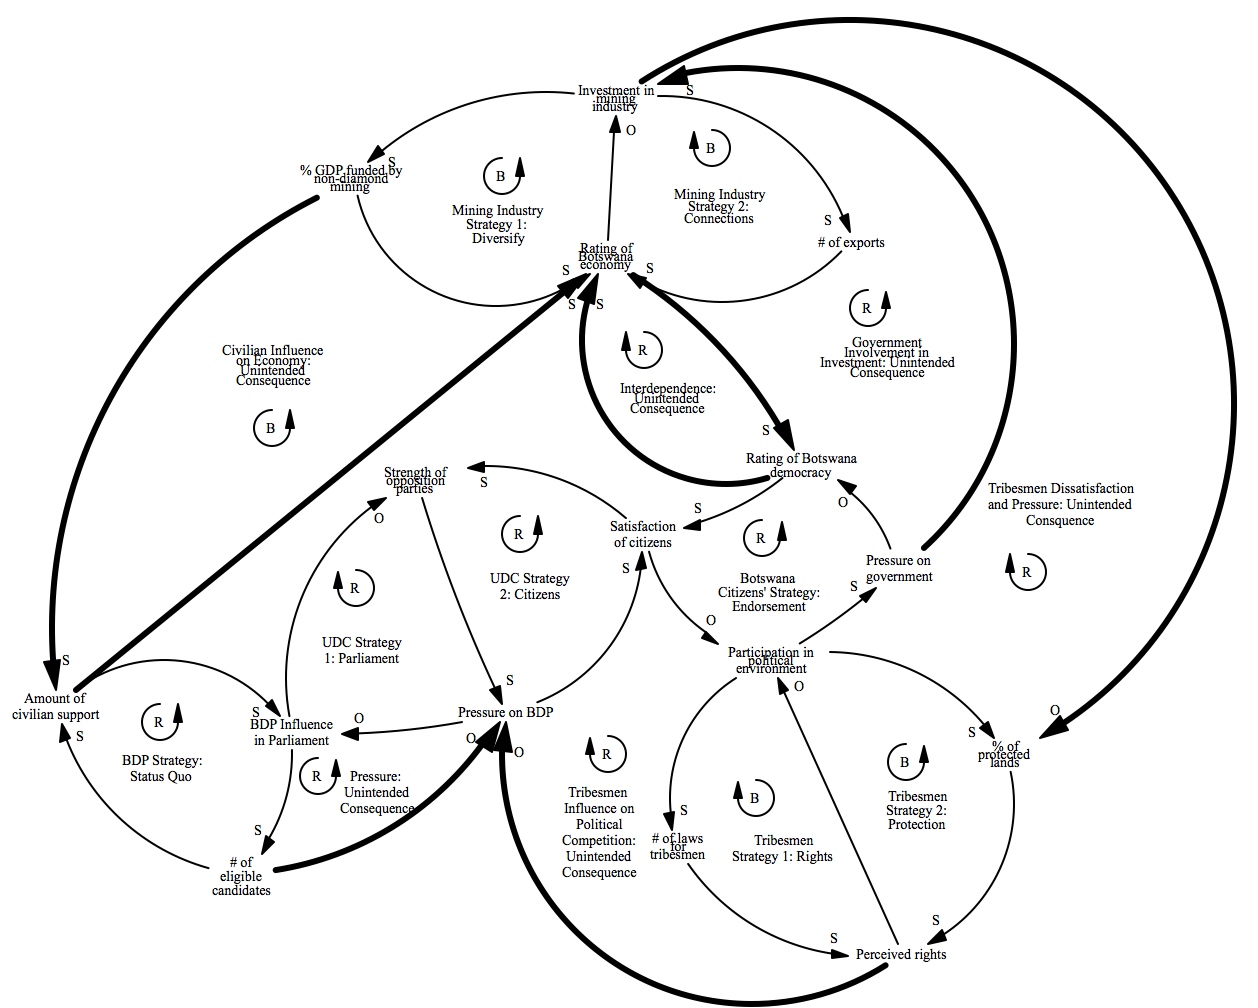 Investment in
mining
industry
S
S
O
B
% GDP funded by
non-diamond
mining
B
Mining Industry
Strategy 1:
Diversify
Mining Industry
Strategy 2:
Connections
S
# of exports
Rating of
Botswana
economy
S
S
S
S
R
Government
Involvement in
Investment: Unintended
Consequence
R
Interdependence:
Unintended
Consequence
Civilian Influence
on Economy:
Unintended
Consequence
B
S
Rating of Botswana
democracy
Strength of
opposition
parties
S
O
S
O
Satisfaction
of citizens
Tribesmen Dissatisfaction
and Pressure: Unintended
Consquence
R
R
UDC Strategy
2: Citizens
S
R
Botswana
Citizens' Strategy:
Endorsement
Pressure on
government
S
R
UDC Strategy
1: Parliament
O
Participation in
political
environment
S
S
O
Amount of
civilian support
S
BDP Influence
in Parliament
O
Pressure on BDP
O
S
S
% of
protected
lands
R
BDP Strategy:
Status Quo
O
O
R
Pressure:
Unintended
Consequence
R
Tribesmen
Influence on
Political
Competition:
Unintended
Consequence
B
Tribesmen
Strategy 1: Rights
B
Tribesmen
Strategy 2:
Protection
S
S
# of laws
for
tribesmen
# of
eligible
candidates
S
S
Perceived rights